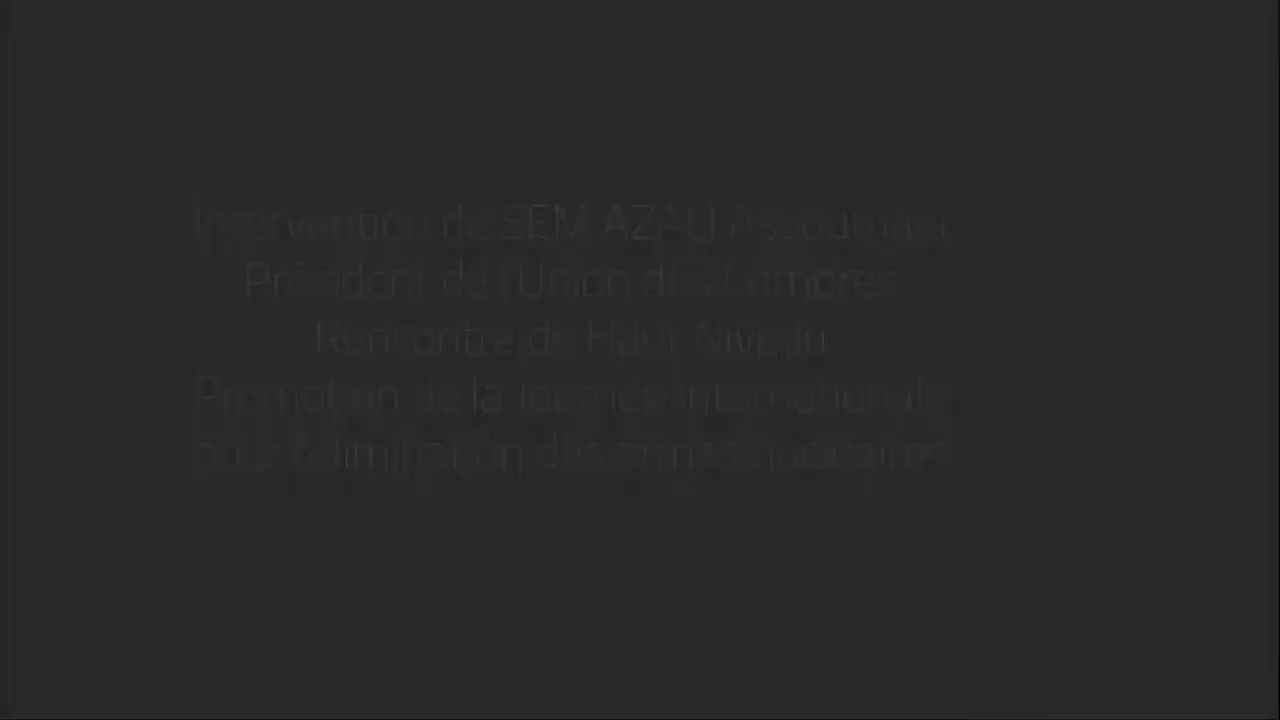 Intervention de SEM AZALI Assoumani
Président de l'Union des Comores
Rencontre de Haut Niveau
Promotion de la Journée internationale
pour l'élimination des armes nucléaires